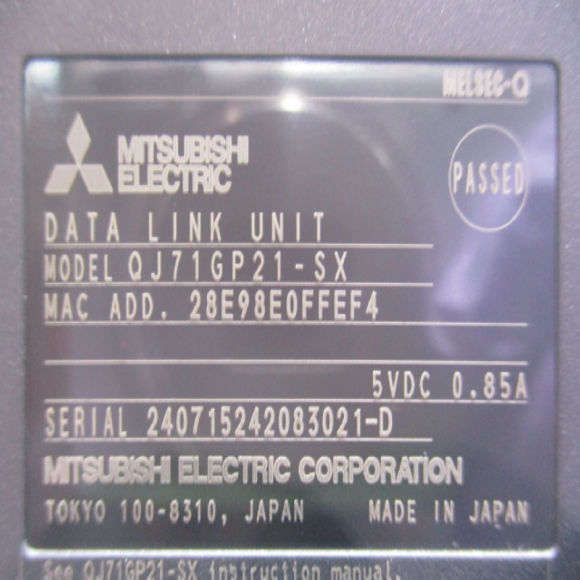 MELSEC-Q
MITSUBISHI
ELECTRIC
PASSED
DATA LINK UNIT
MODEL QJ71GP21-SX
MAC ADD. 28E98E0FFEF4
5VDC 0.85A
SERIAL 240715242083021-D
MITSUBISHI ELECTRIC CORPORATION
TOKYO 100-8310, JAPAN MADE IN JAPAN
See QJ71GP21-SX instruction manual.